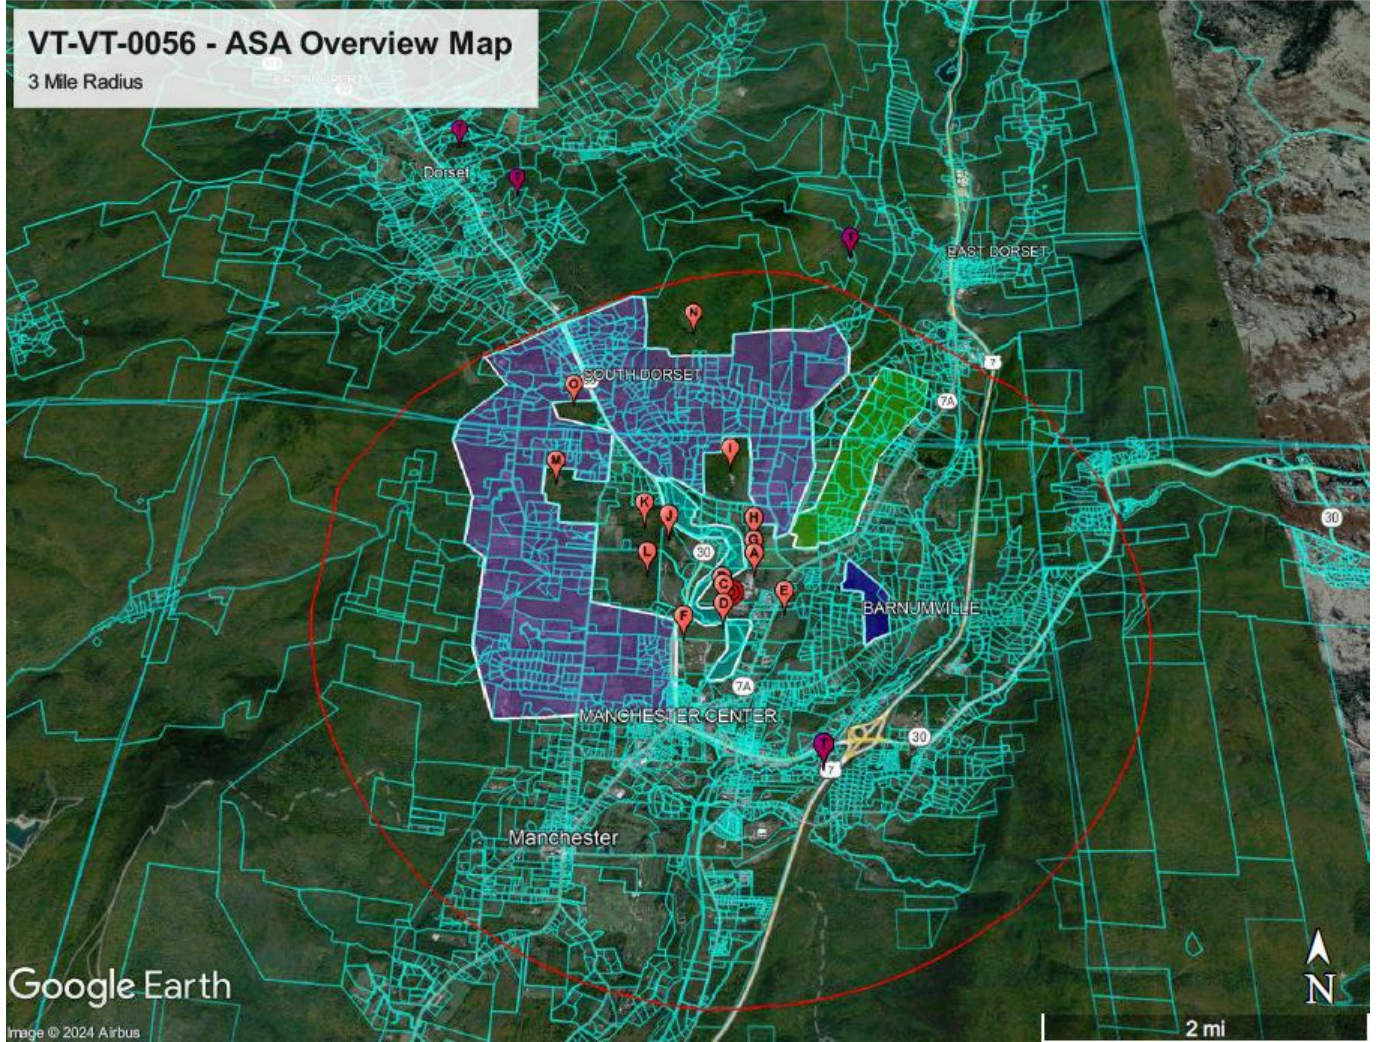 VT-VT-0056 - ASA Overview Map
3 Mile Radius
T
Dorset
T
T
EAST DORSET
N
7
SOUTH DORSET
O
7A
I
M
K
J
H
30
G
30
L
A
C
E
D
BARNUMVILLE
F
7A
MANCHESTER CENTER
30
T
7
Manchester
Google Earth
N
Image © 2024 Airbus
2 mi